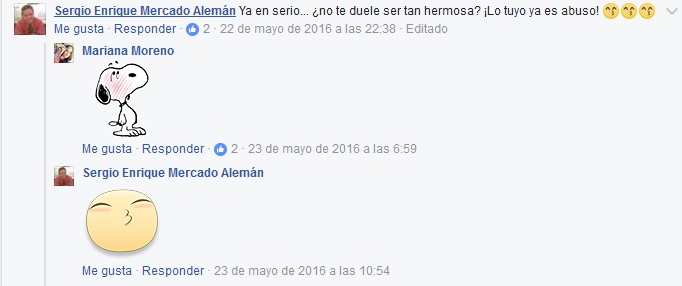 Sergio Enrique Mercado Alemán Ya en serio... ¿no te duele ser tan hermosa? ¡Lo tuyo ya es abuso!
Me gusta · Responder · 2 · 22 de mayo de 2016 a las 22:38 · Editado
Mariana Moreno
Me gusta · Responder · 2 · 23 de mayo de 2016 a las 6:59
Sergio Enrique Mercado Alemán
Me gusta · Responder · 23 de mayo de 2016 a las 10:54